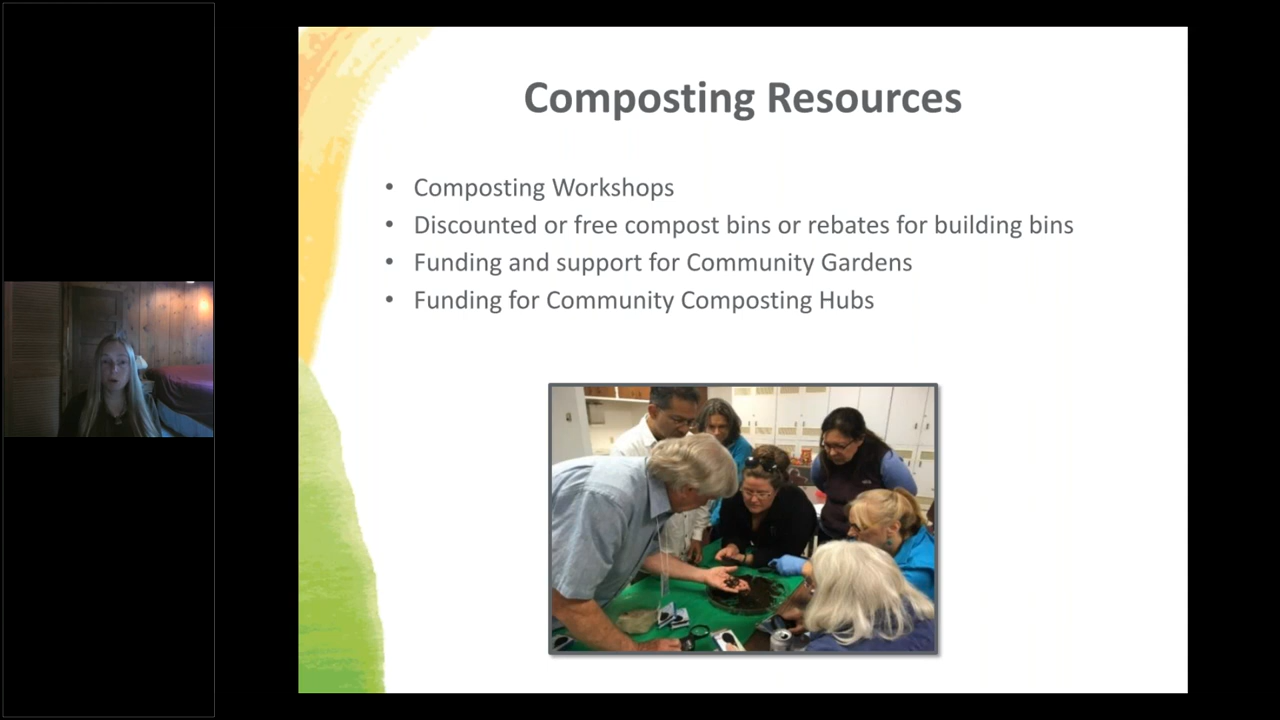 Composting Resources
• Composting Workshops
• Discounted or free compost bins or rebates for building bins
• Funding and support for Community Gardens
• Funding for Community Composting Hubs